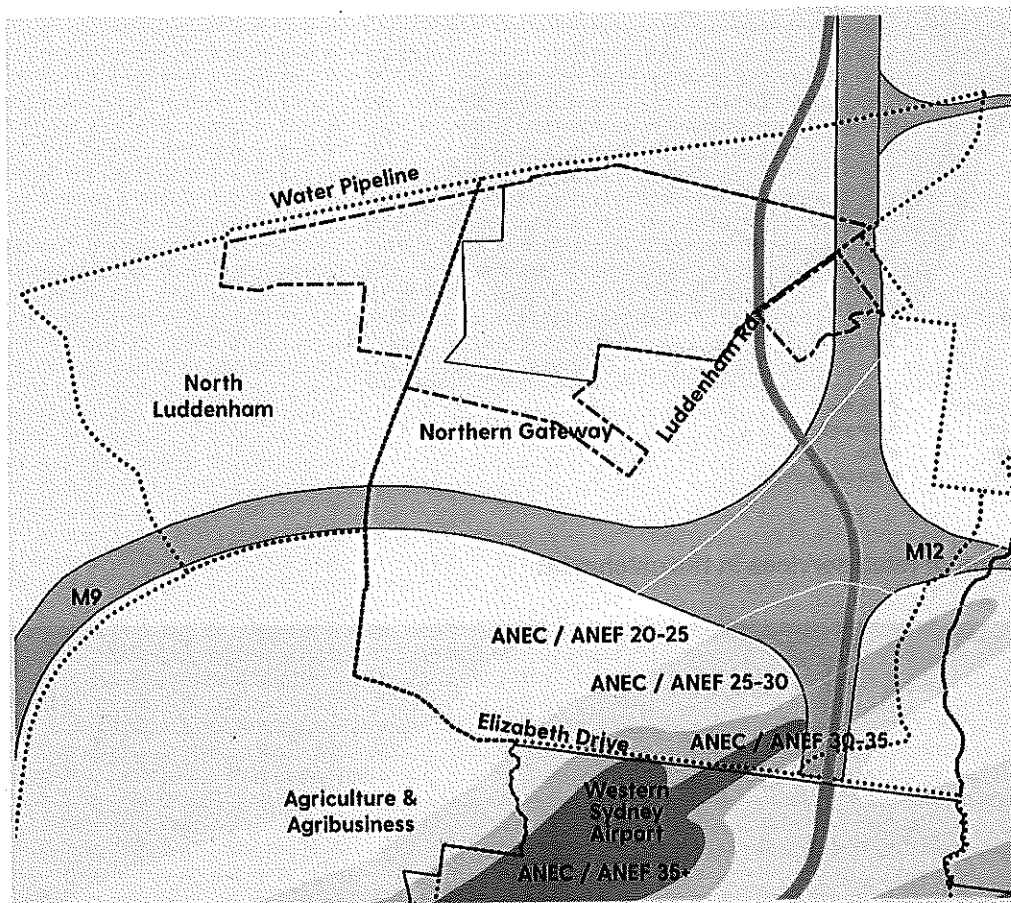 Water Pipeline
North
Luddenham
Northern Gateway
Luddenham Rd
M12
M9
ANEC / ANEF 20-25
ANEC / ANEF 25-30
Elizabeth Drive
ANEC / ANEF 30-35
Agriculture &
Agribusiness
Western
Sydney
Airport
ANEC / ANEF 35+